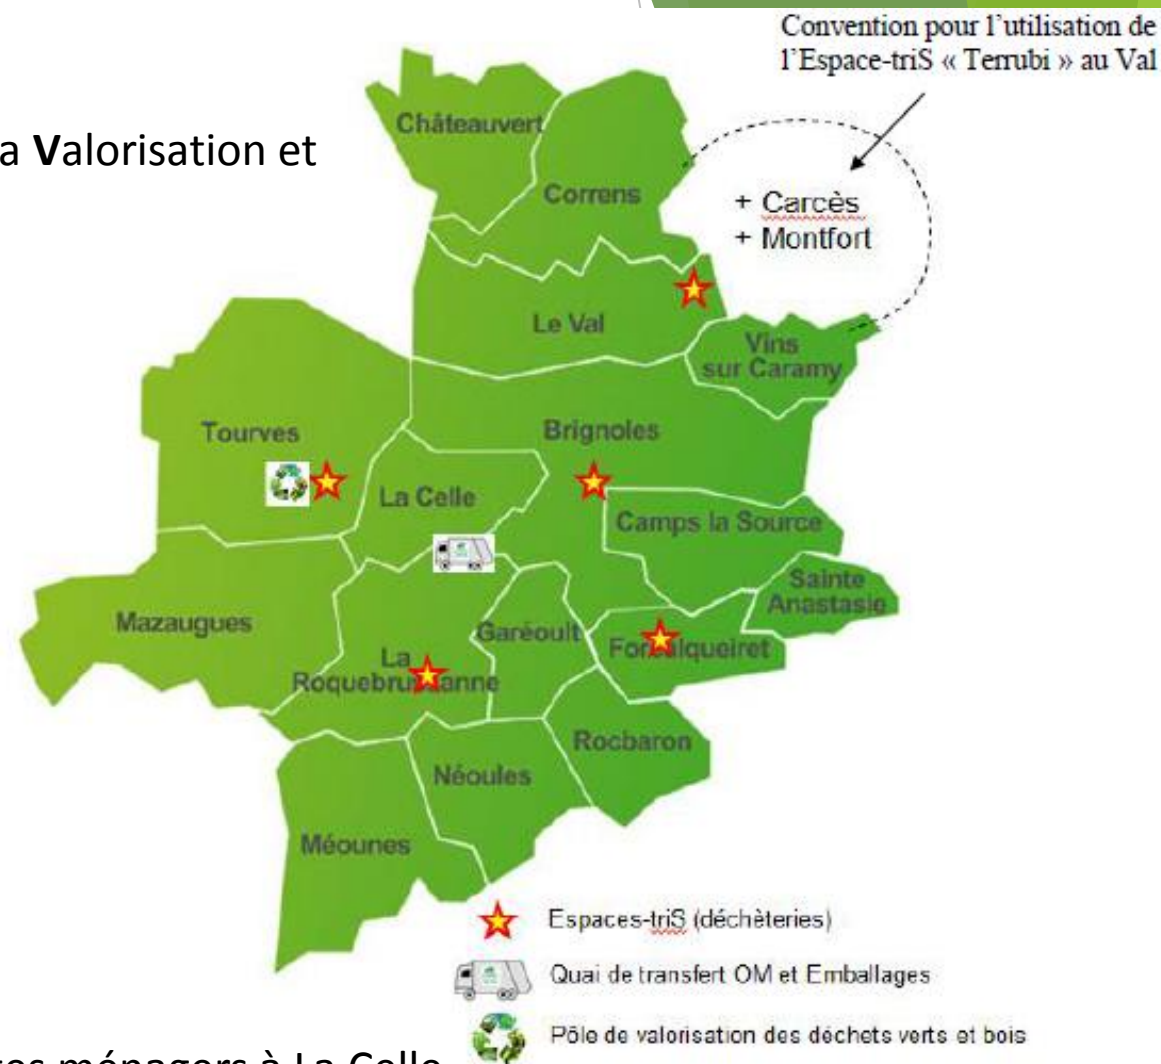 Convention pour l’utilisation de
l’Espace-triS « Terrubi » au Val
a Valorisation et
Châteauvert
Correns
+ Carcès
+ Montfort
Le Val
Vins
sur Caramy
Tourves
Brignoles
La Celle
Camps la Source
Sainte
Anastasie
Mazaugues
Garéoult
Forcalqueiret
La
Roquebrussanne
Rocbaron
Néoules
Méounes
Espaces-triS (déchèteries)
Quai de transfert OM et Emballages
Pôle de valorisation des déchets verts et bois
res ménagers à La Celle